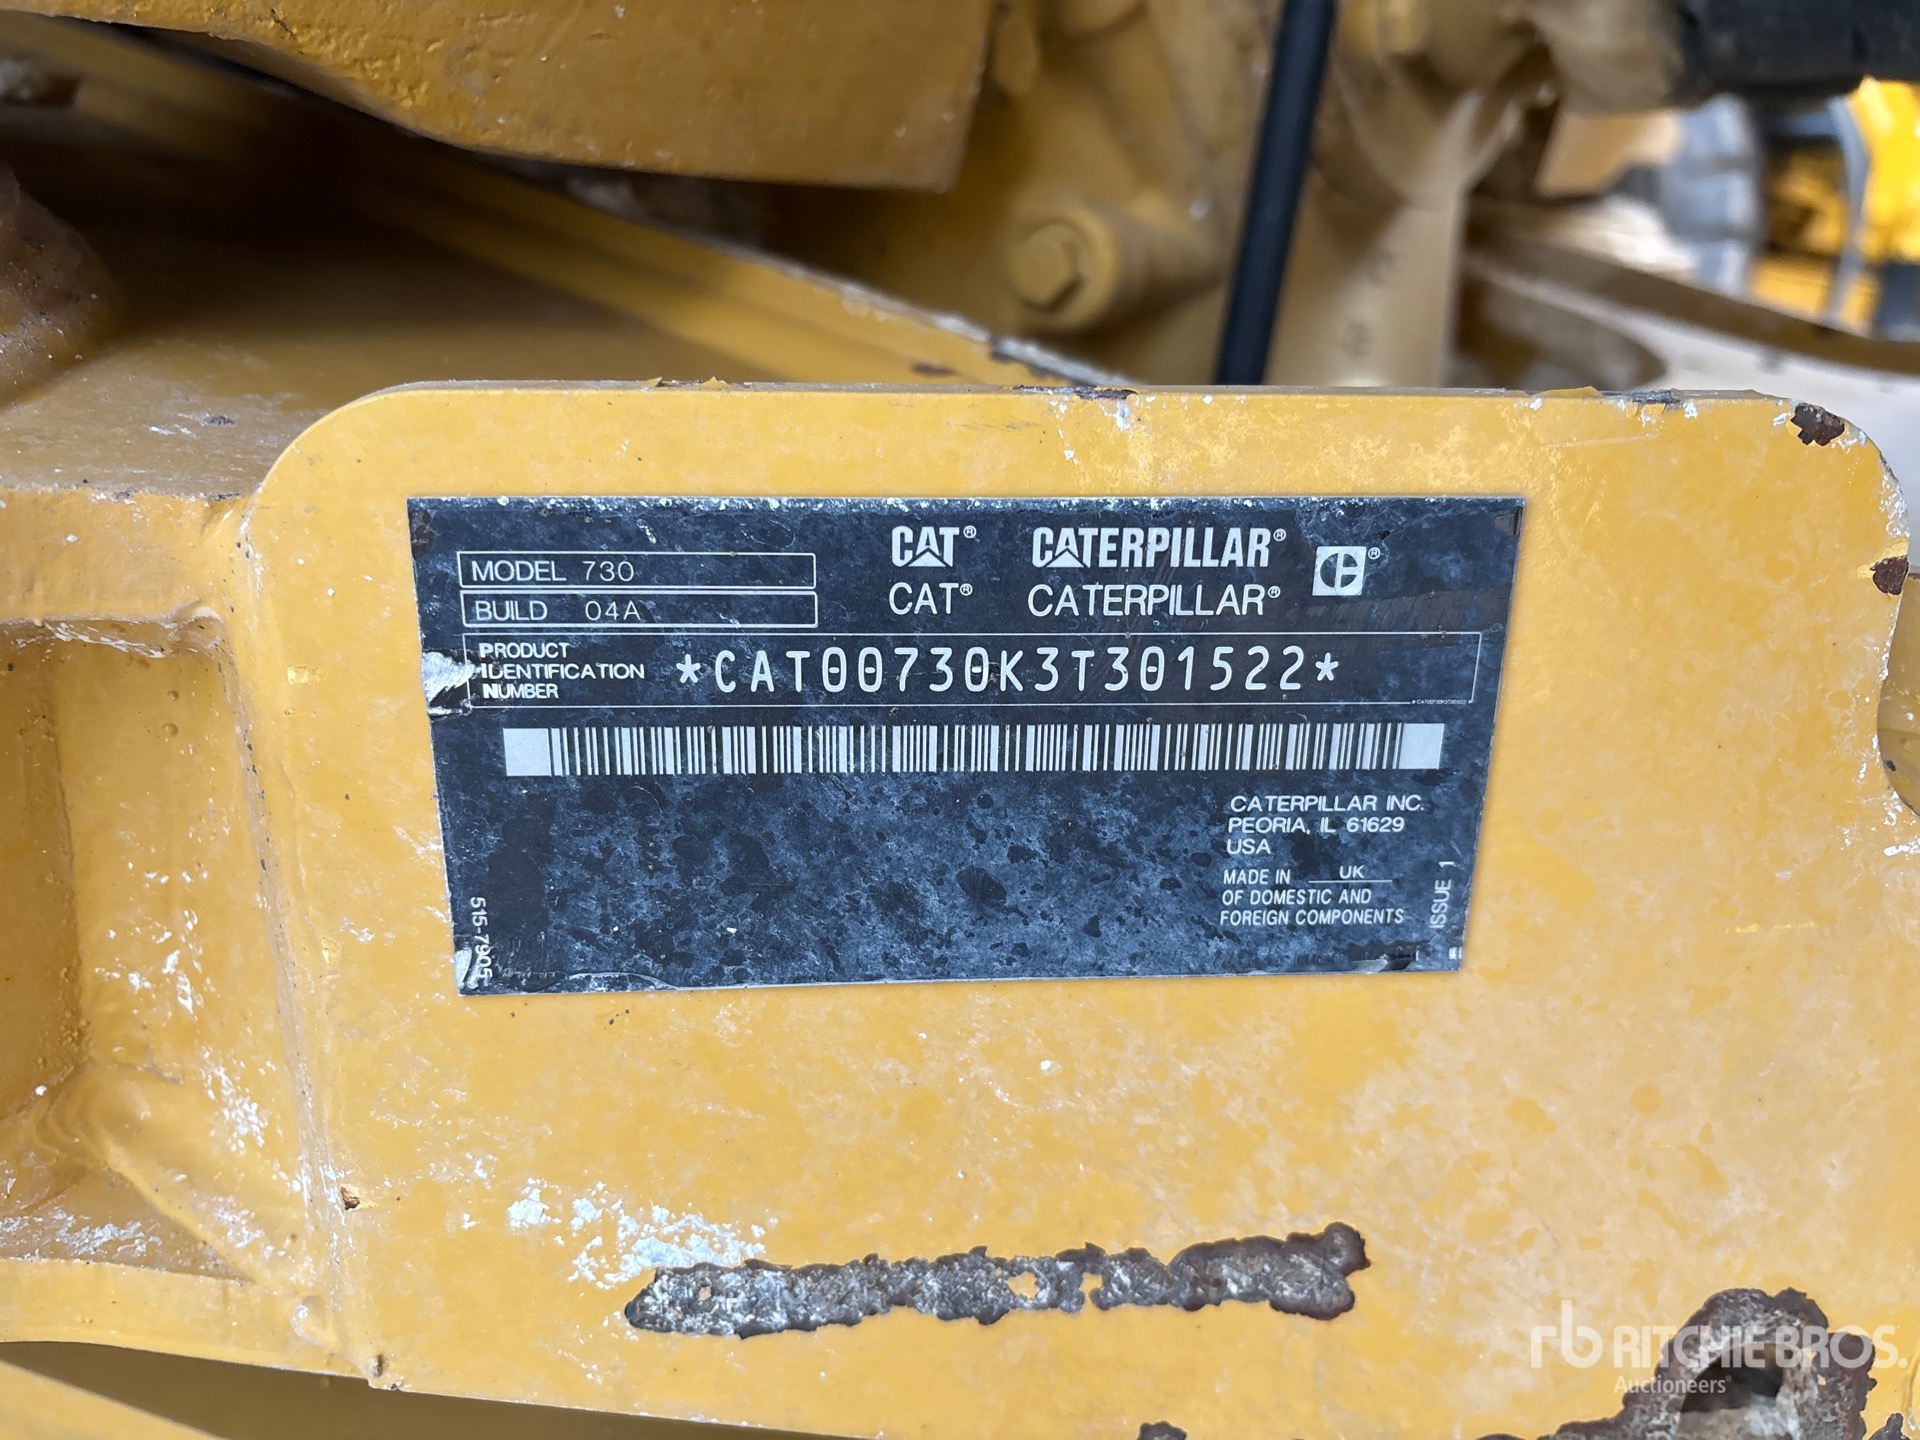 CAT® CATERPILLAR®
CAT® CATERPILLAR® ®
MODEL 730
BUILD 04A
PRODUCT
IDENTIFICATION
NUMBER
*CAT00730K3T301522*
CATERPILLAR INC.
PEORIA, IL 61629
USA
MADE IN UK
OF DOMESTIC AND
FOREIGN COMPONENTS
ISSUE 1
515-7905
rb RITCHIE BROS.
Auctioneers